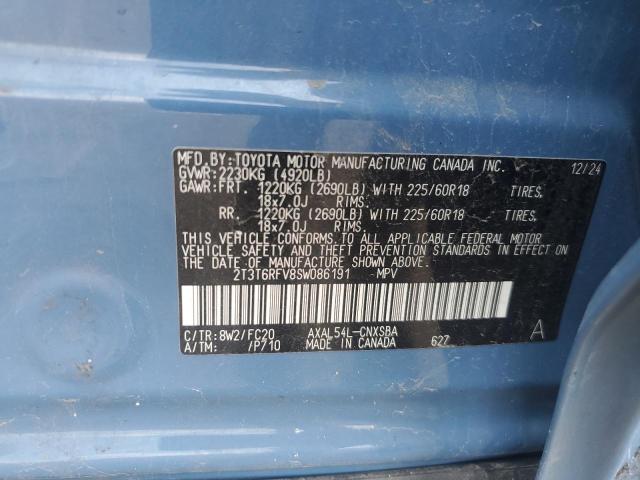 MFD.BY:TOYOTA MOTOR MANUFACTURING CANADA INC. 12/24
GVWR:2230KG (4920LB)
GAWR:FRT. 1220KG (2690LB) WITH 225/60R18 TIRES,
18x7.0J RIMS.
RR. 1220KG (2690LB) WITH 225/60R18 TIRES,
18x7.0J RIMS.
THIS VEHICLE CONFORMS TO ALL APPLICABLE FEDERAL MOTOR
VEHICLE SAFETY, BUMPER, AND THEFT PREVENTION STANDARDS IN EFFECT
ON THE DATE OF MANUFACTURE SHOWN ABOVE.
2T3T6RFV8SW086191 MPV
C/TR:8W2/FC20 AXAL54L-CNXSBA A
A/TM: /P710 MADE IN CANADA 627